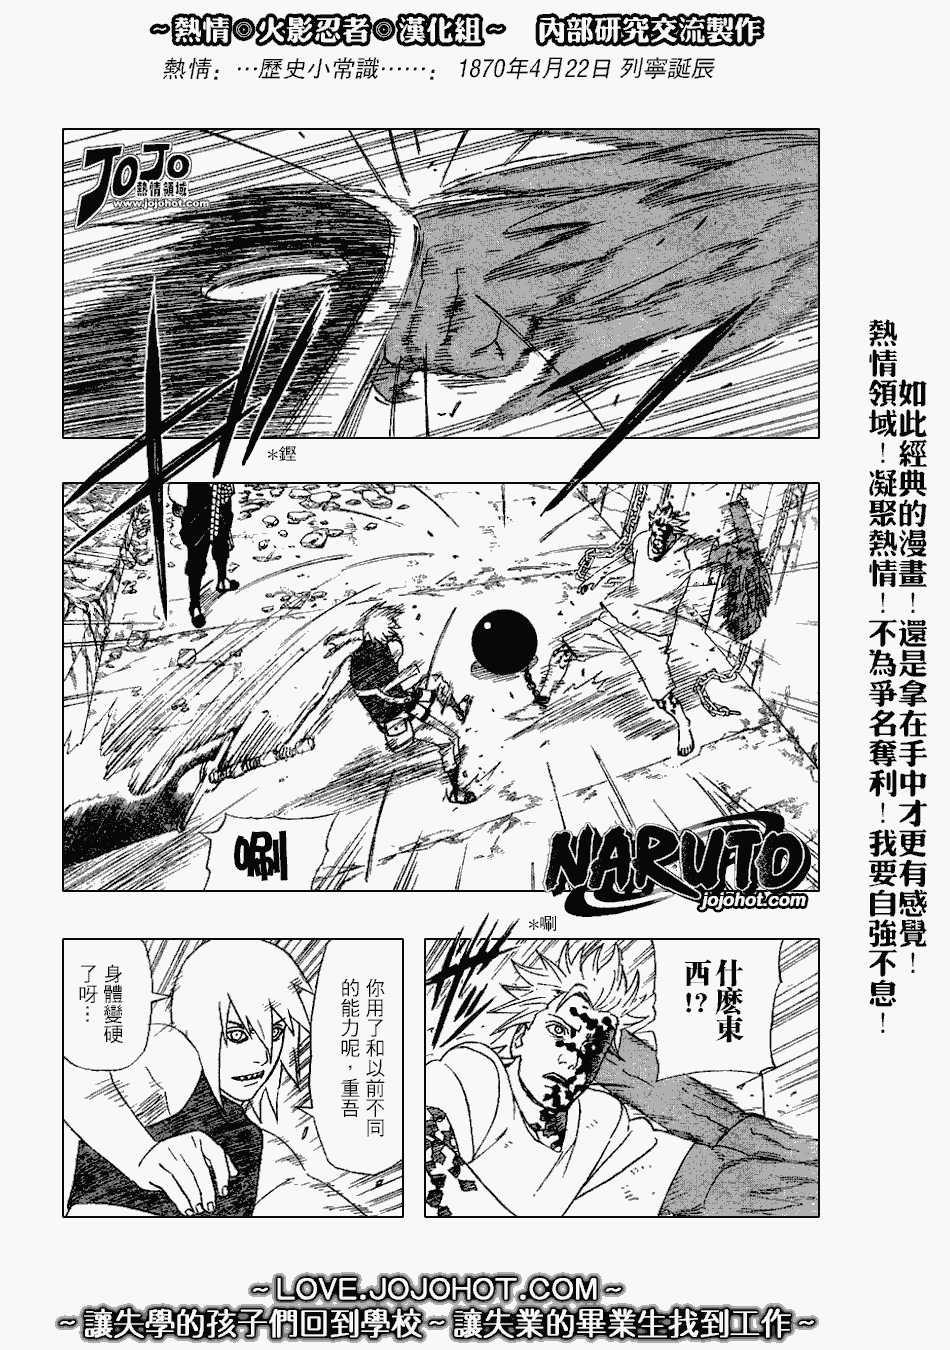 ～熱情◎火影忍者◎漢化組～　內部研究交流製作
熱情：…歷史小常識……：1870年4月22日 列寧誕辰
JOJO
熱情領域
www.jojohot.com
＊鏗
唰
NARUTO
jojohot.com
＊唰
什麼東
西!?
你用了和以前不同
的能力呢，重吾
身體變硬
了呀…
如此經典的漫畫！還是拿在手中才更有感覺！
熱情領域！凝聚熱情！不為爭名奪利！我要自強不息！
～LOVE.JOJOHOT.COM～
～讓失學的孩子們回到學校～讓失業的畢業生找到工作～